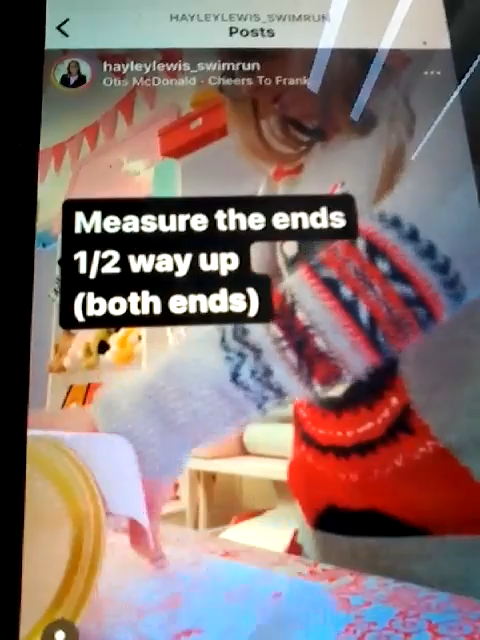 HAYLEYLEWIS_SWIMRUN
Posts
hayleylewis_swimrun
Otis McDonald - Cheers To Frank
Measure the ends
1/2 way up
(both ends)